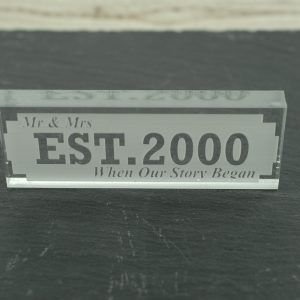 Mr & Mrs
EST.2000
When Our Story Began